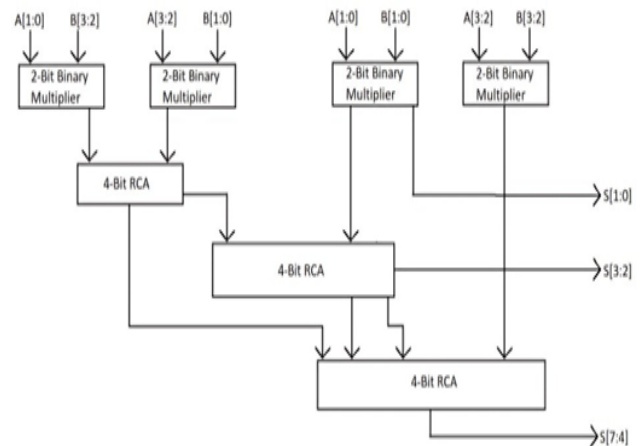 A[1:0] B[3:2] A[3:2] B[1:0] A[1:0] B[1:0] A[3:2] B[3:2]
2-Bit Binary
Multiplier
2-Bit Binary
Multiplier
2-Bit Binary
Multiplier
2-Bit Binary
Multiplier
4-Bit RCA
S[1:0]
4-Bit RCA
S[3:2]
4-Bit RCA
S[7:4]